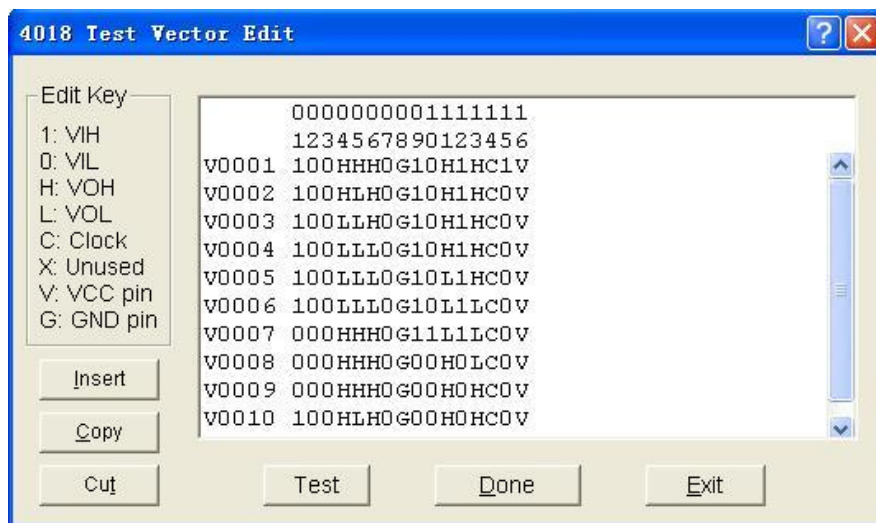 4018 Test Vector Edit
Edit Key
1: VIH
0: VIL
H: VOH
L: VOL
C: Clock
X: Unused
V: VCC pin
G: GND pin
0000000001111111
1234567890123456
V0001 100HHH0G10H1HC1V
V0002 100HLH0G10H1HC0V
V0003 100LLH0G10H1HC0V
V0004 100LLL0G10H1HC0V
V0005 100LLL0G10L1HC0V
V0006 100LLL0G10L1LC0V
V0007 000HHH0G11L1LC0V
V0008 000HHH0G00H0LC0V
V0009 000HHH0G00H0HC0V
V0010 100HLH0G00H0HC0V
Insert
Copy
Cut
Test
Done
Exit